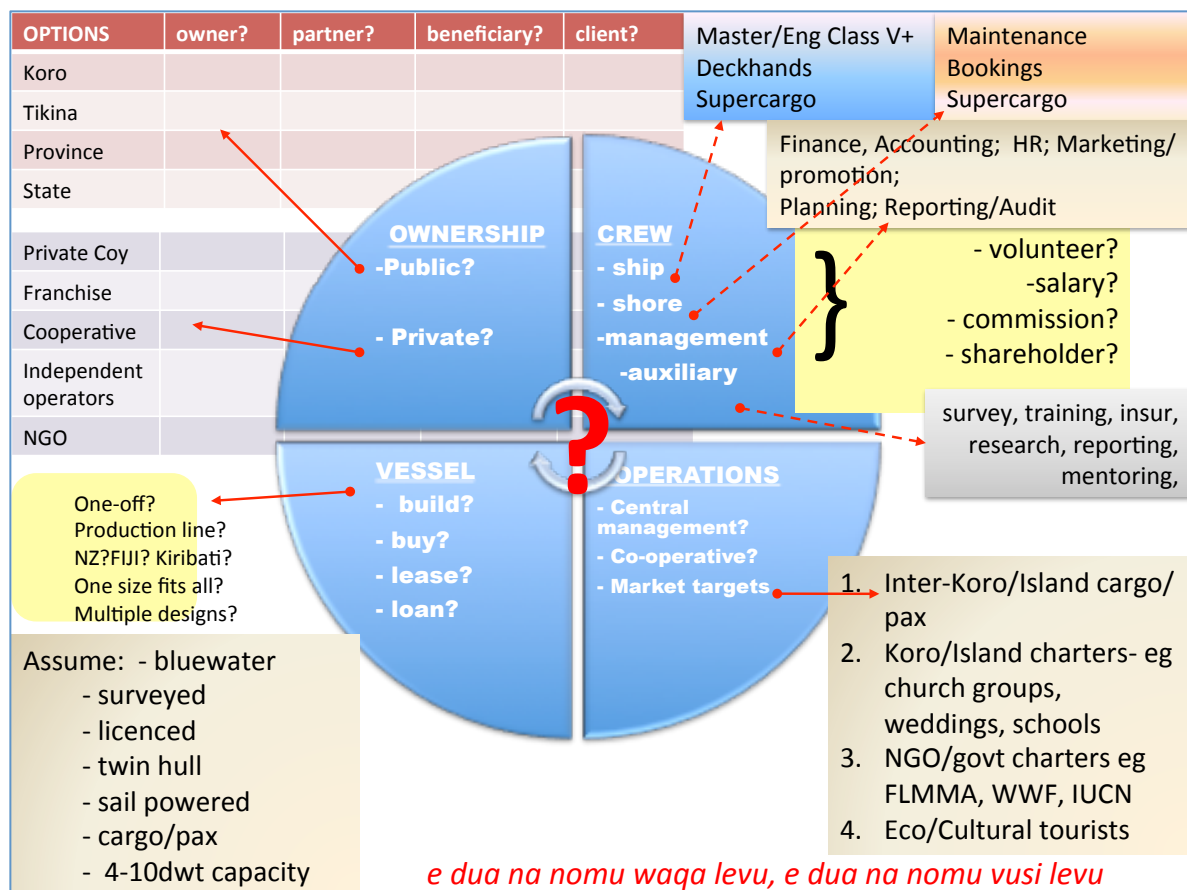 OPTIONS owner? partner? beneficiary? client?
Koro
Tikina
Province
State
Private Coy
Franchise
Cooperative
Independent
operators
NGO
Master/Eng Class V+
Deckhands
Supercargo
Maintenance
Bookings
Supercargo
Finance, Accounting; HR; Marketing/
promotion;
Planning; Reporting/Audit
OWNERSHIP
-Public?
- Private?
CREW
- ship
- shore
-management
-auxiliary
}
- volunteer?
-salary?
- commission?
- shareholder?
survey, training, insur,
research, reporting,
mentoring,
?
VESSEL
- build?
- buy?
- lease?
- loan?
OPERATIONS
- Central
management?
- Co-operative?
- Market targets
One-off?
Production line?
NZ?FIJI? Kiribati?
One size fits all?
Multiple designs?
Assume: - bluewater
- surveyed
- licenced
- twin hull
- sail powered
- cargo/pax
- 4-10dwt capacity
1. Inter-Koro/Island cargo/
pax
2. Koro/Island charters- eg
church groups,
weddings, schools
3. NGO/govt charters eg
FLMMA, WWF, IUCN
4. Eco/Cultural tourists
e dua na nomu waqa levu, e dua na nomu vusi levu